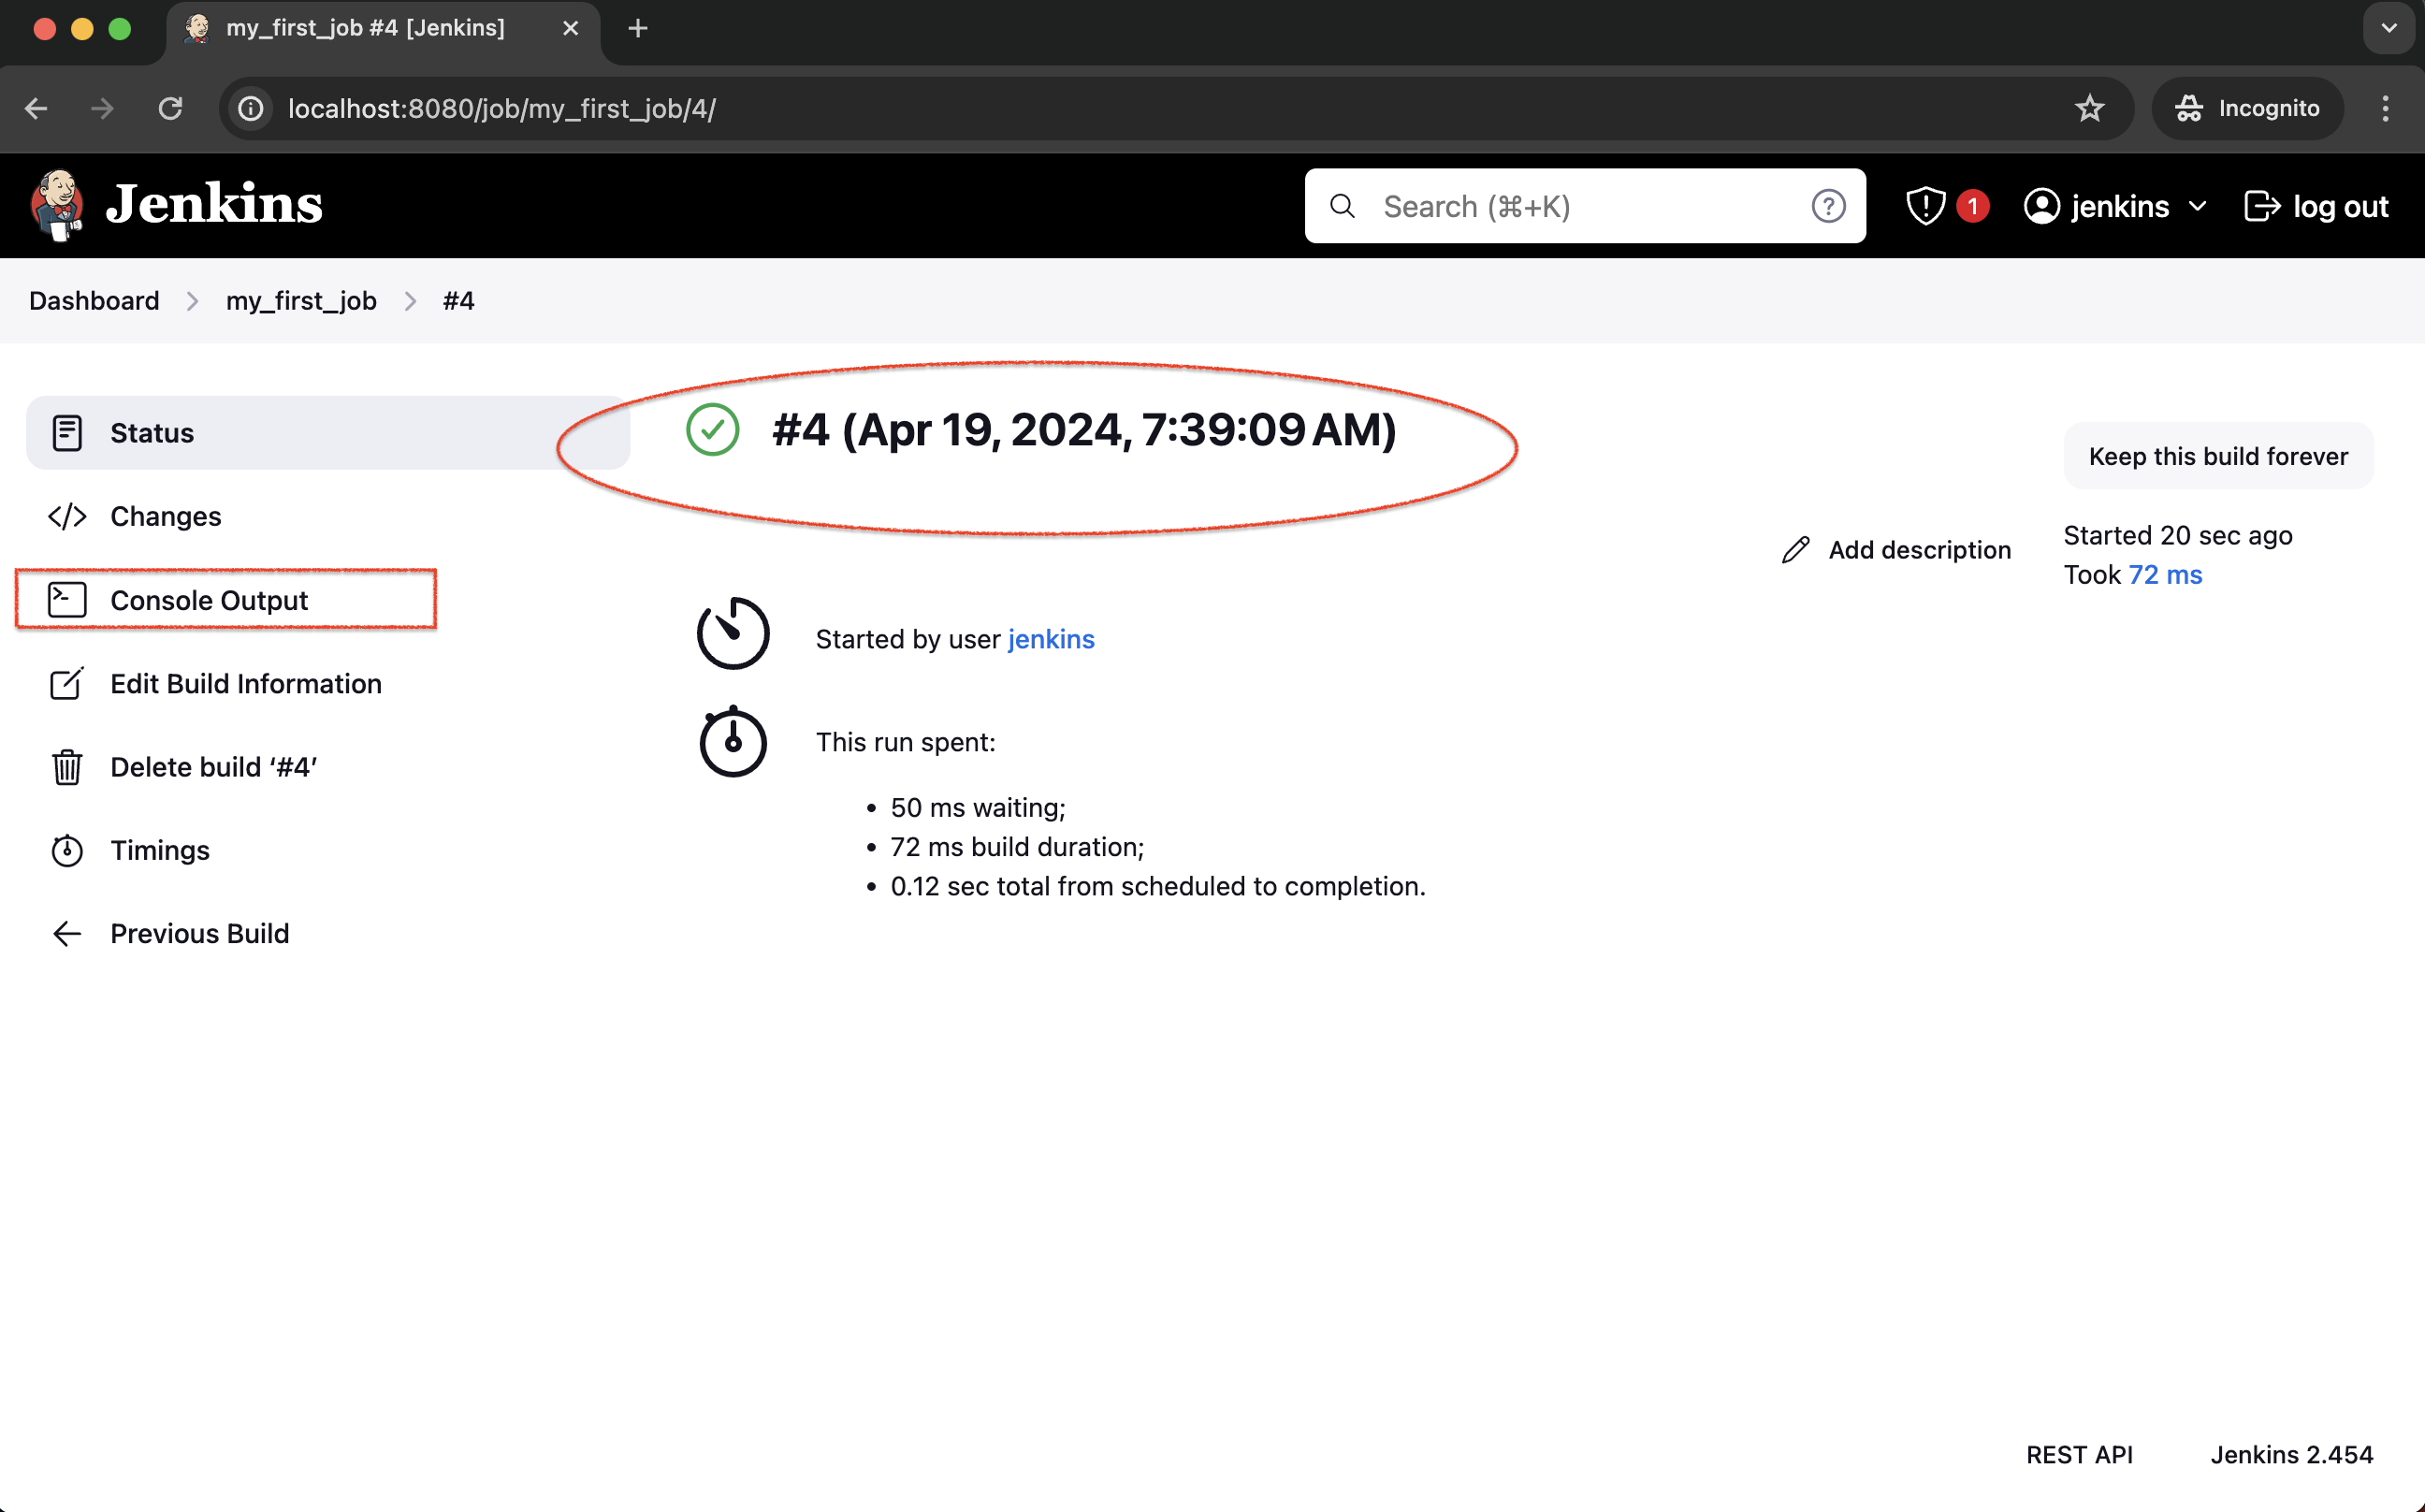 my_first_job #4 [Jenkins]
localhost:8080/job/my_first_job/4/
Incognito
Jenkins
Search (⌘+K)
1
jenkins
log out
Dashboard
my_first_job
#4
Status
Changes
Console Output
Edit Build Information
Delete build ‘#4’
Timings
Previous Build
#4 (Apr 19, 2024, 7:39:09 AM)
Keep this build forever
Add description
Started 20 sec ago
Took 72 ms
Started by user jenkins
This run spent:
• 50 ms waiting;
• 72 ms build duration;
• 0.12 sec total from scheduled to completion.
REST API
Jenkins 2.454